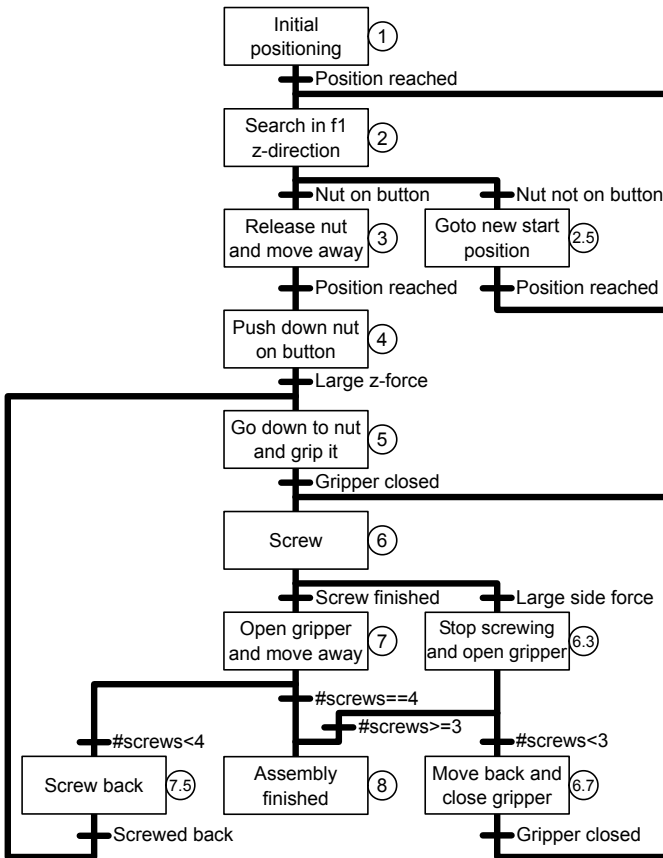 Initial
positioning
1
Position reached
Search in f1
z-direction
2
Nut on button
Nut not on button
Release nut
and move away
3
Goto new start
position
2.5
Position reached
Position reached
Push down nut
on button
4
Large z-force
Go down to nut
and grip it
5
Gripper closed
Screw
6
Screw finished
Large side force
Open gripper
and move away
7
Stop screwing
and open gripper
6.3
#screws==4
#screws>=3
#screws<4
#screws<3
Screw back
7.5
Assembly
finished
8
Move back and
close gripper
6.7
Screwed back
Gripper closed